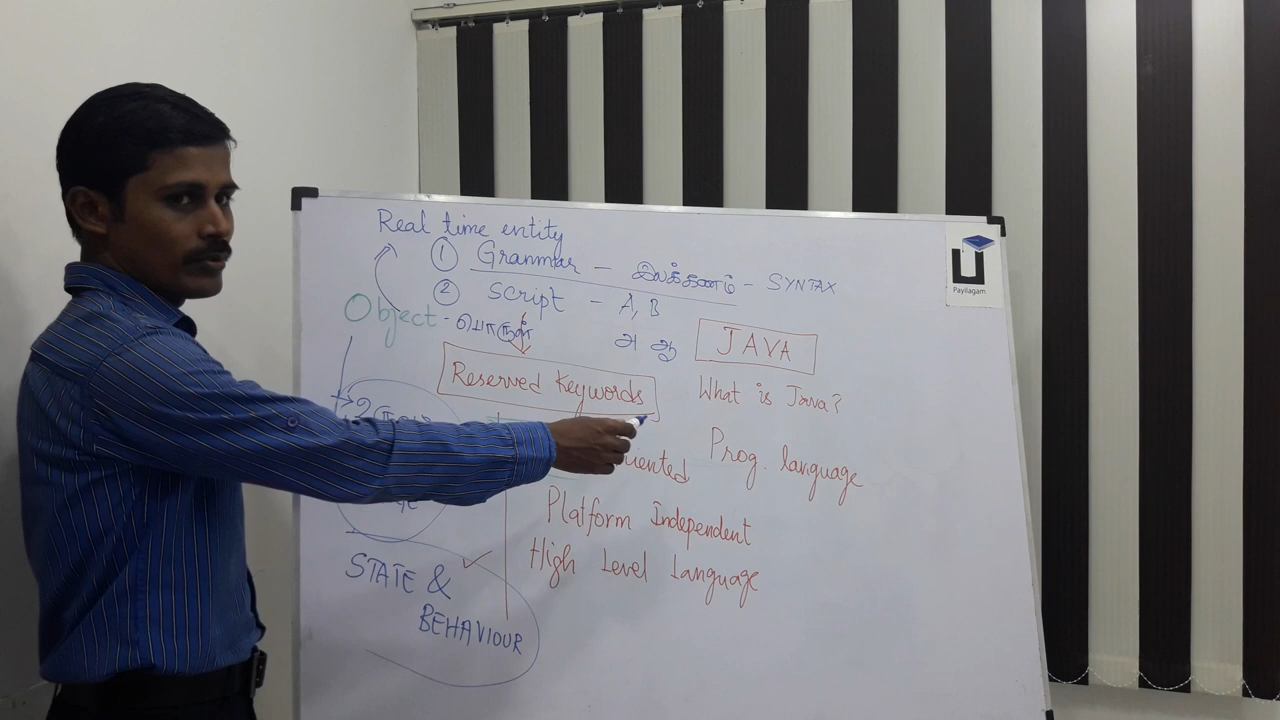 Real time entity
① Granmar – இலக்கணம் – SYNTAX
② Script – A, B
Object - பொருள்
அ ஆ
JAVA
Reserved Keywords
What is Java?
Prog. language
Platform Independent
High Level Language
STATE &
BEHAVIOUR
Payilagam